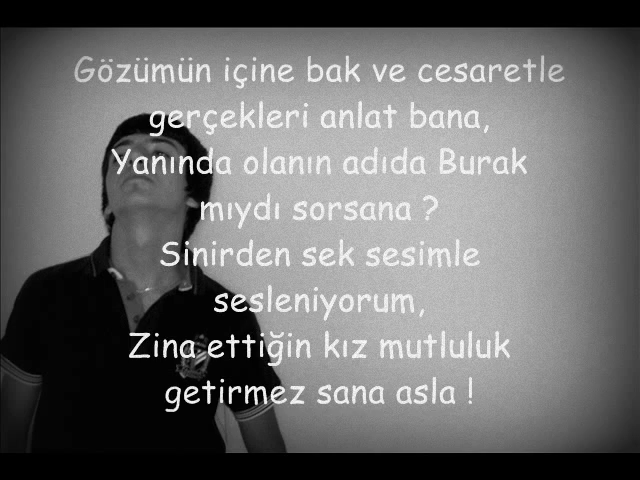 Gözümün içine bak ve cesaretle
gerçekleri anlat bana,
Yanında olanın adıda Burak
mıydı sorsana ?
Sinirden sek sesimle
sesleniyorum,
Zina ettiğin kız mutluluk
getirmez sana asla !